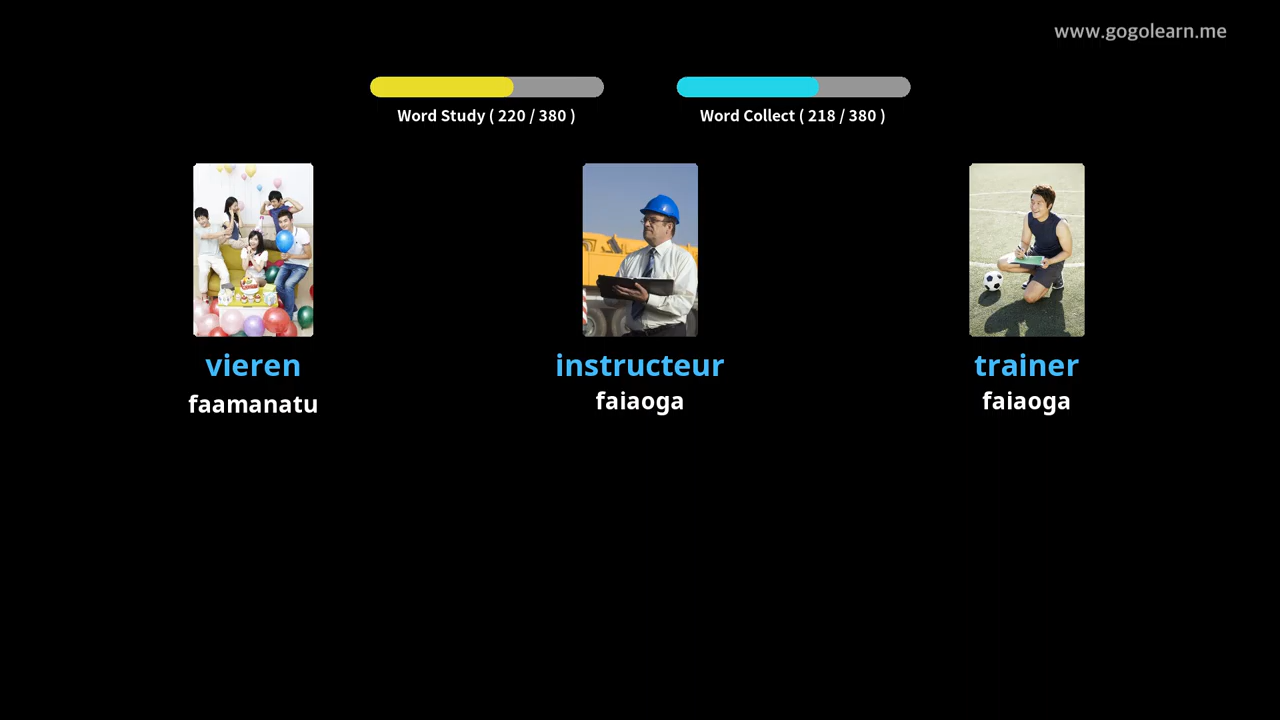 www.gogolearn.me
Word Study ( 220 / 380 )
Word Collect ( 218 / 380 )
vieren
faamanatu
instructeur
faiaoga
trainer
faiaoga